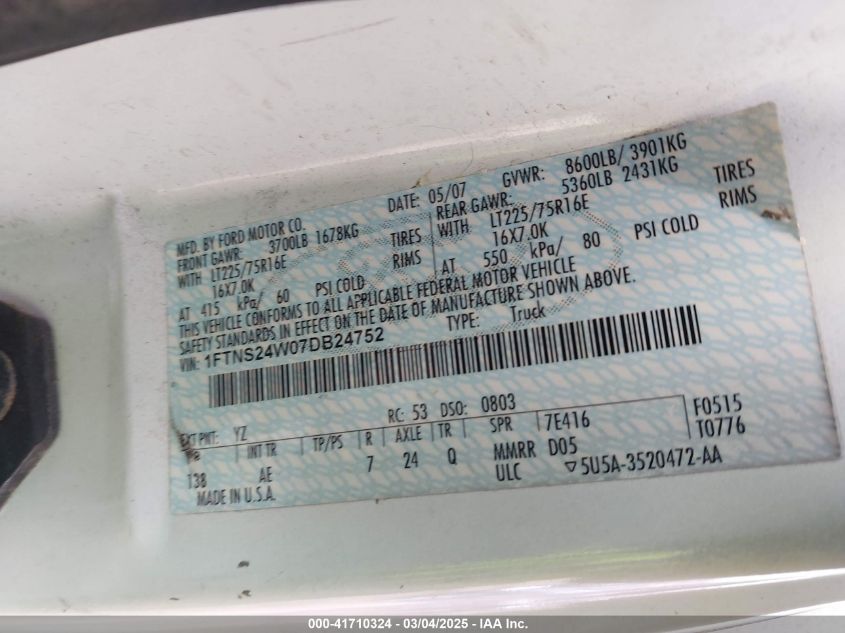 MFD. BY FORD MOTOR CO. DATE: 05/07 GVWR: 8600LB/ 3901KG
FRONT GAWR: 3700LB 1678KG REAR GAWR: 5360LB 2431KG
WITH LT225/75R16E TIRES WITH LT225/75R16E TIRES
16X7.0K RIMS 16X7.0K RIMS
AT 415 kPa/ 60 PSI COLD AT 550 kPa/ 80 PSI COLD
THIS VEHICLE CONFORMS TO ALL APPLICABLE FEDERAL MOTOR VEHICLE
SAFETY STANDARDS IN EFFECT ON THE DATE OF MANUFACTURE SHOWN ABOVE.
VIN: 1FTNS24W07DB24752 TYPE: Truck
EXT PNT: YZ RC: 53 DSO: 0803
WB INT TR TP/PS R AXLE TR SPR 7E416 F0515
138 AE 7 24 Q MMRR D05 T0776
MADE IN U.S.A. ULC ▽5U5A-3520472-AA
000-41710324 - 03/04/2025 - IAA Inc.